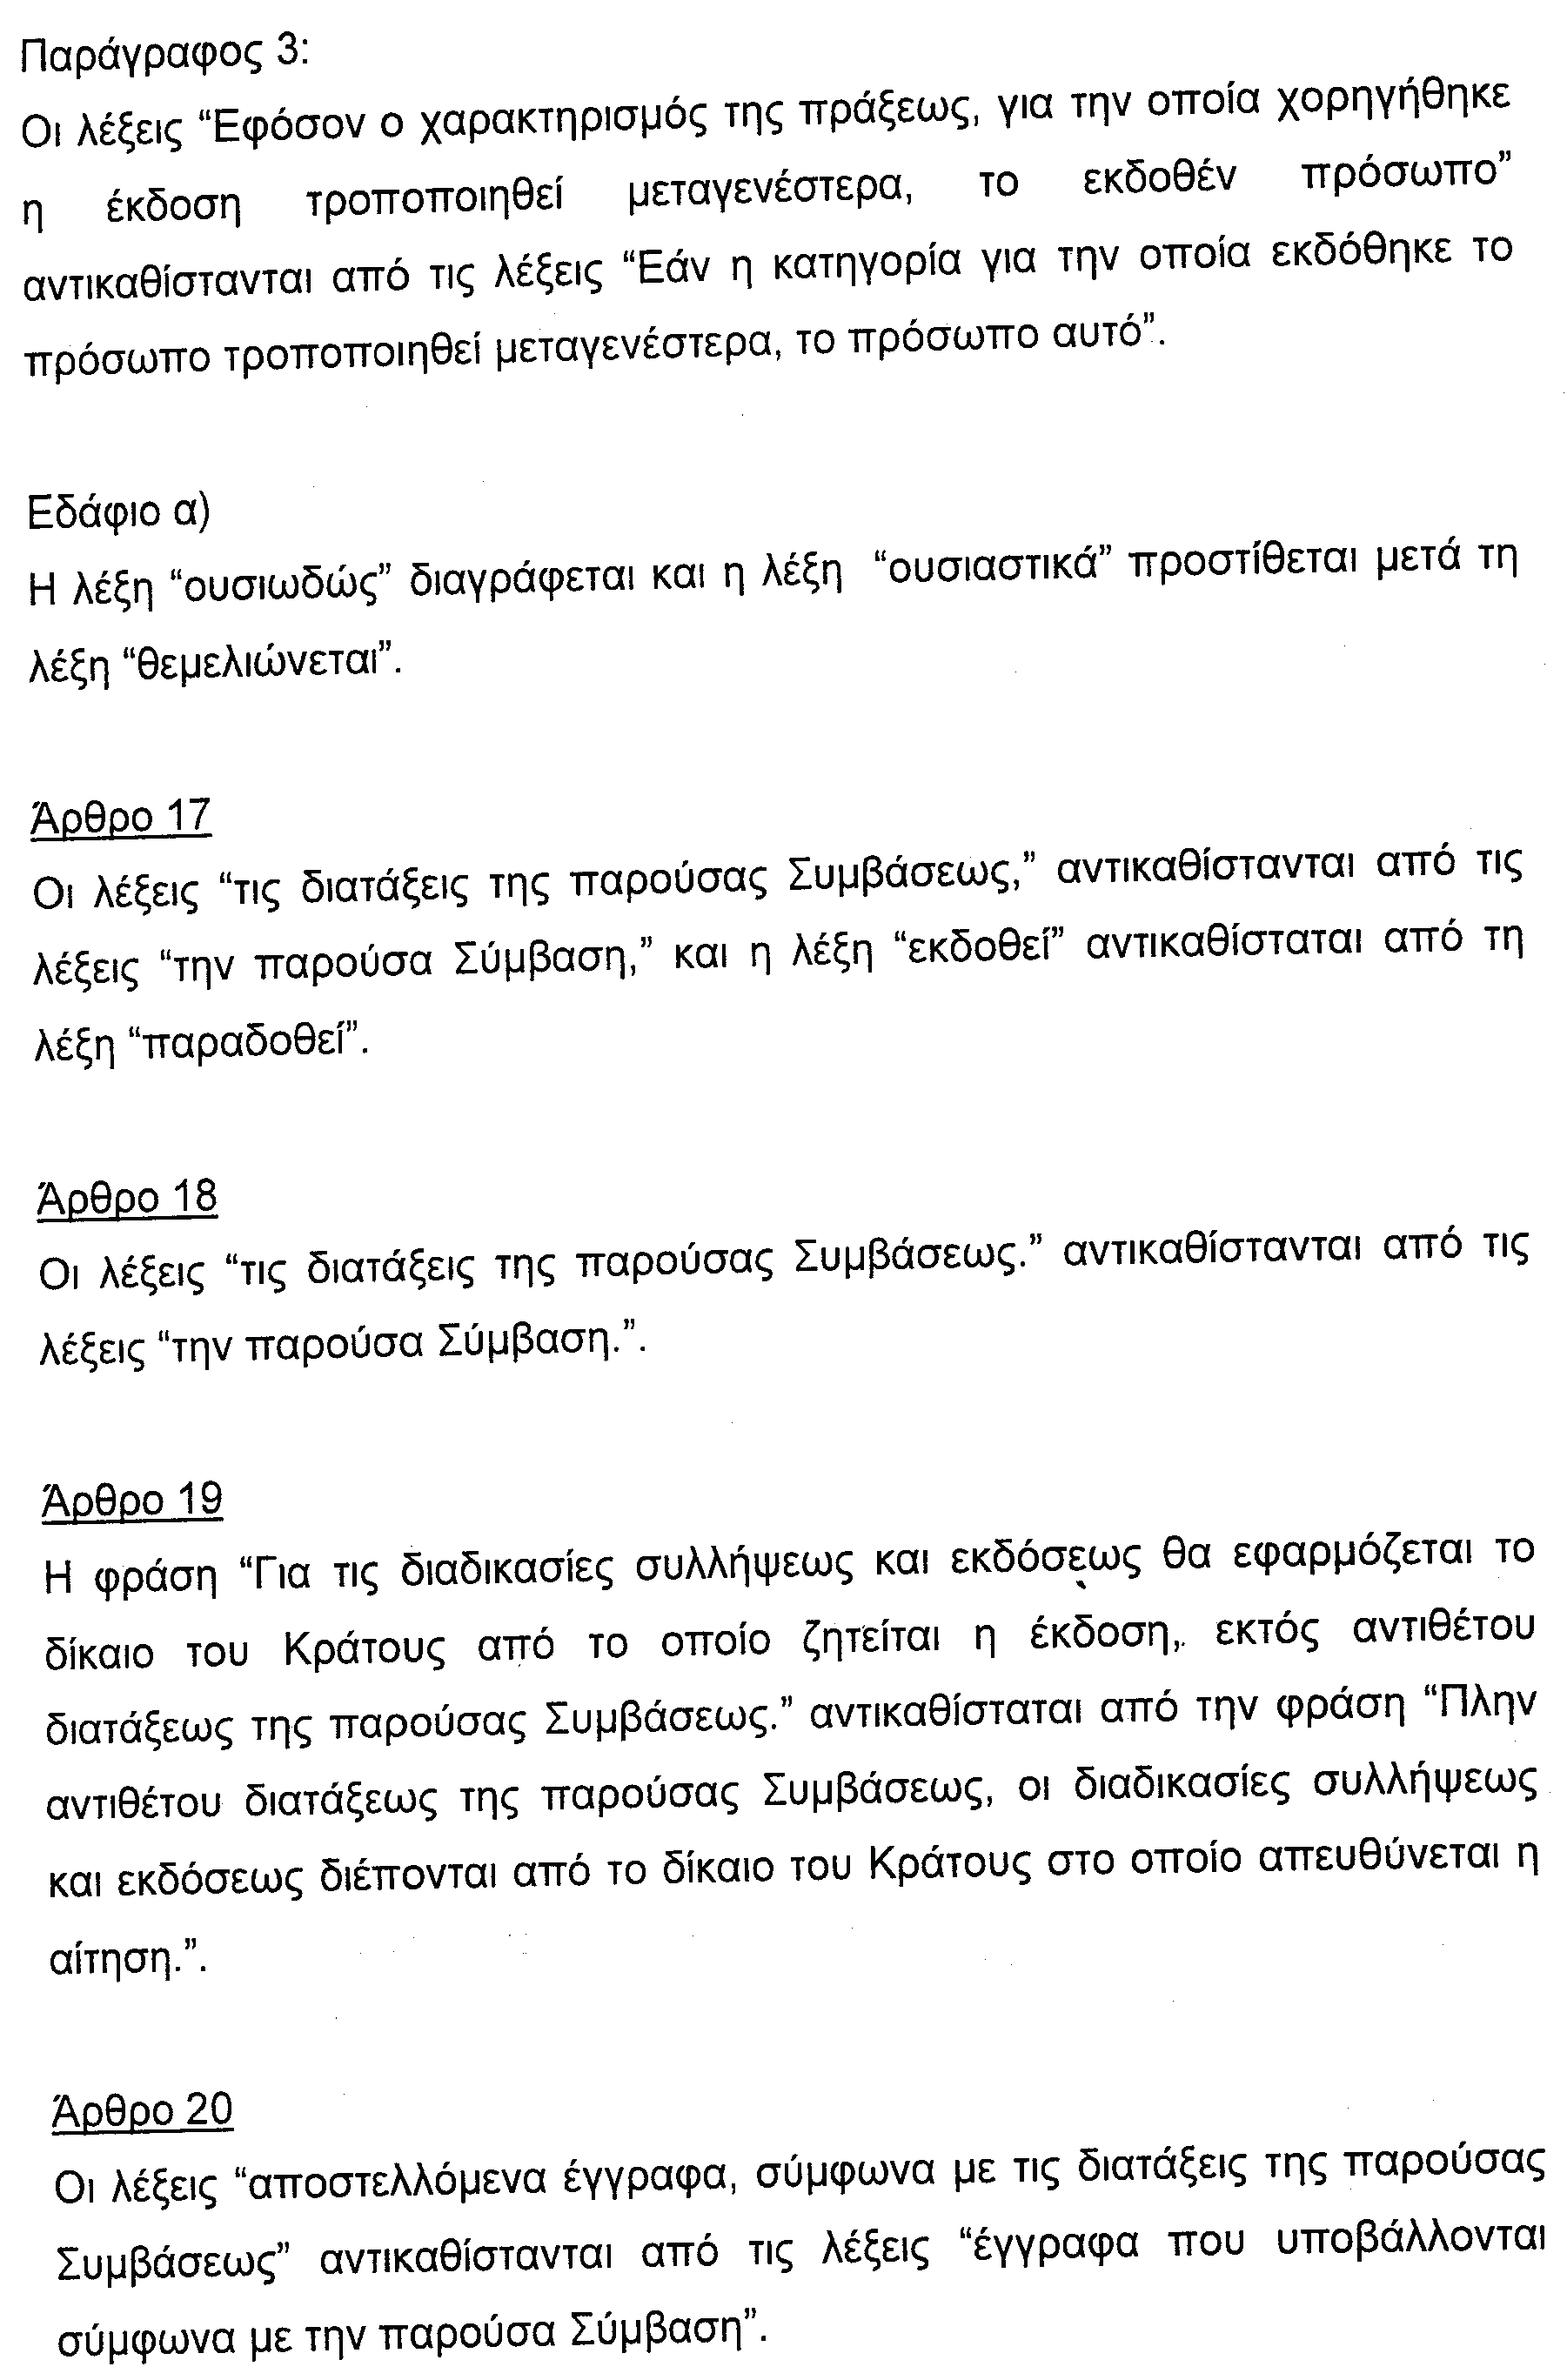 Παράγραφος 3:
Οι λέξεις “Εφόσον ο χαρακτηρισμός της πράξεως, για την οποία χορηγήθηκε
η έκδοση τροποποιηθεί μεταγενέστερα, το εκδοθέν πρόσωπο”
αντικαθίστανται από τις λέξεις “Εάν η κατηγορία για την οποία εκδόθηκε το
πρόσωπο τροποποιηθεί μεταγενέστερα, το πρόσωπο αυτό”.
Εδάφιο α)
Η λέξη “ουσιωδώς” διαγράφεται και η λέξη “ουσιαστικά” προστίθεται μετά τη
λέξη “θεμελιώνεται”.
Άρθρο 17
Οι λέξεις “τις διατάξεις της παρούσας Συμβάσεως,” αντικαθίστανται από τις
λέξεις “την παρούσα Σύμβαση,” και η λέξη “εκδοθεί” αντικαθίσταται από τη
λέξη “παραδοθεί”.
Άρθρο 18
Οι λέξεις “τις διατάξεις της παρούσας Συμβάσεως.” αντικαθίστανται από τις
λέξεις “την παρούσα Σύμβαση.”.
Άρθρο 19
Η φράση “Για τις διαδικασίες συλλήψεως και εκδόσεως θα εφαρμόζεται το
δίκαιο του Κράτους από το οποίο ζητείται η έκδοση, εκτός αντιθέτου
διατάξεως της παρούσας Συμβάσεως.” αντικαθίσταται από την φράση “Πλην
αντιθέτου διατάξεως της παρούσας Συμβάσεως, οι διαδικασίες συλλήψεως
και εκδόσεως διέπονται από το δίκαιο του Κράτους στο οποίο απευθύνεται η
αίτηση.”.
Άρθρο 20
Οι λέξεις “αποστελλόμενα έγγραφα, σύμφωνα με τις διατάξεις της παρούσας
Συμβάσεως” αντικαθίστανται από τις λέξεις “έγγραφα που υποβάλλονται
σύμφωνα με την παρούσα Σύμβαση”.